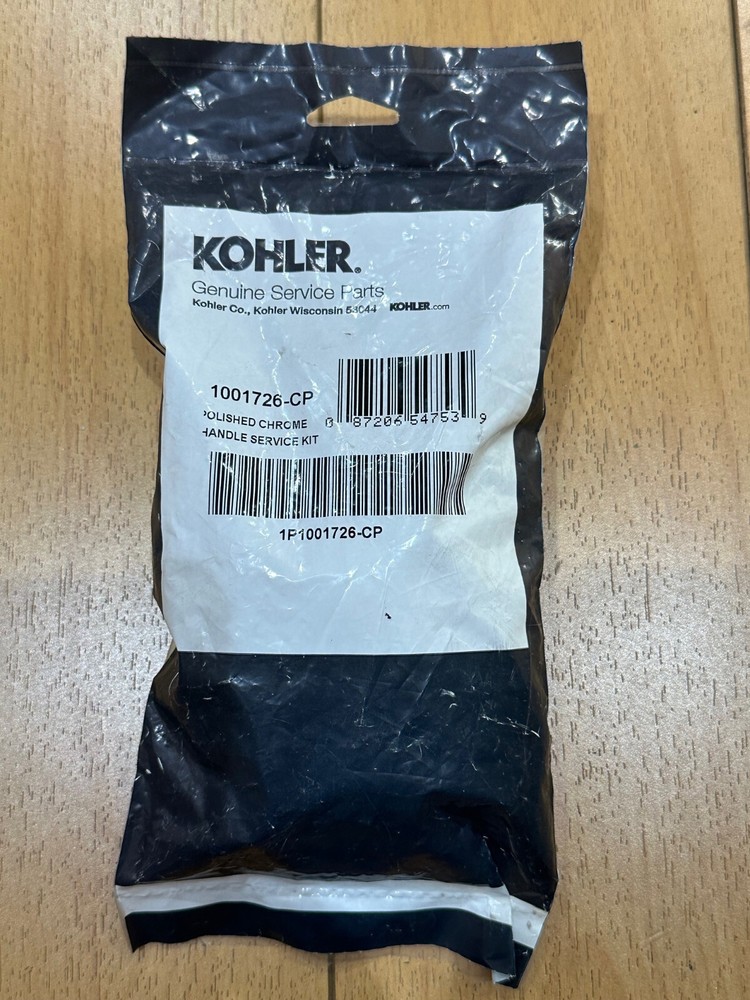 KOHLER®
Genuine Service Parts
Kohler Co., Kohler Wisconsin 53044 KOHLER.com
1001726-CP
POLISHED CHROME
HANDLE SERVICE KIT
0 87206 54753 9
1P1001726-CP